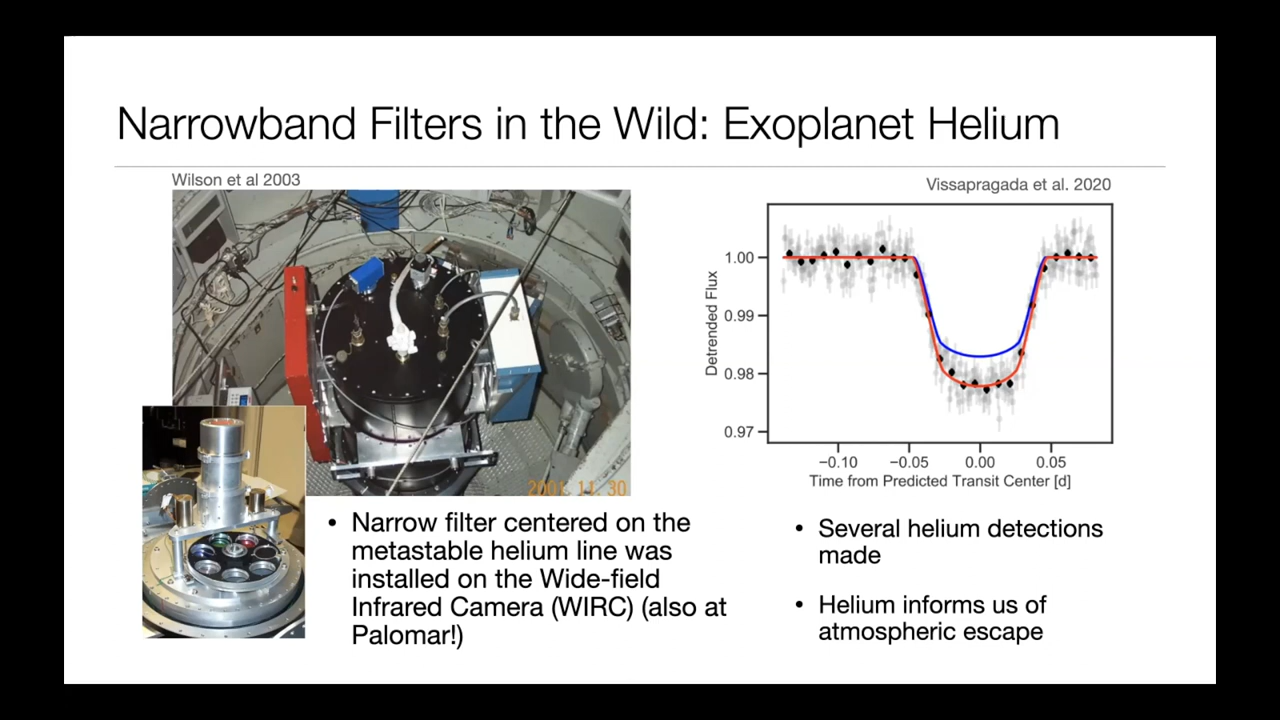 Narrowband Filters in the Wild: Exoplanet Helium
Wilson et al 2003
2001 11 30
• Narrow filter centered on the
metastable helium line was
installed on the Wide-field
Infrared Camera (WIRC) (also at
Palomar!)
Vissapragada et al. 2020
Detrended Flux
1.00
0.99
0.98
0.97
−0.10 −0.05 0.00 0.05
Time from Predicted Transit Center [d]
• Several helium detections
made
• Helium informs us of
atmospheric escape